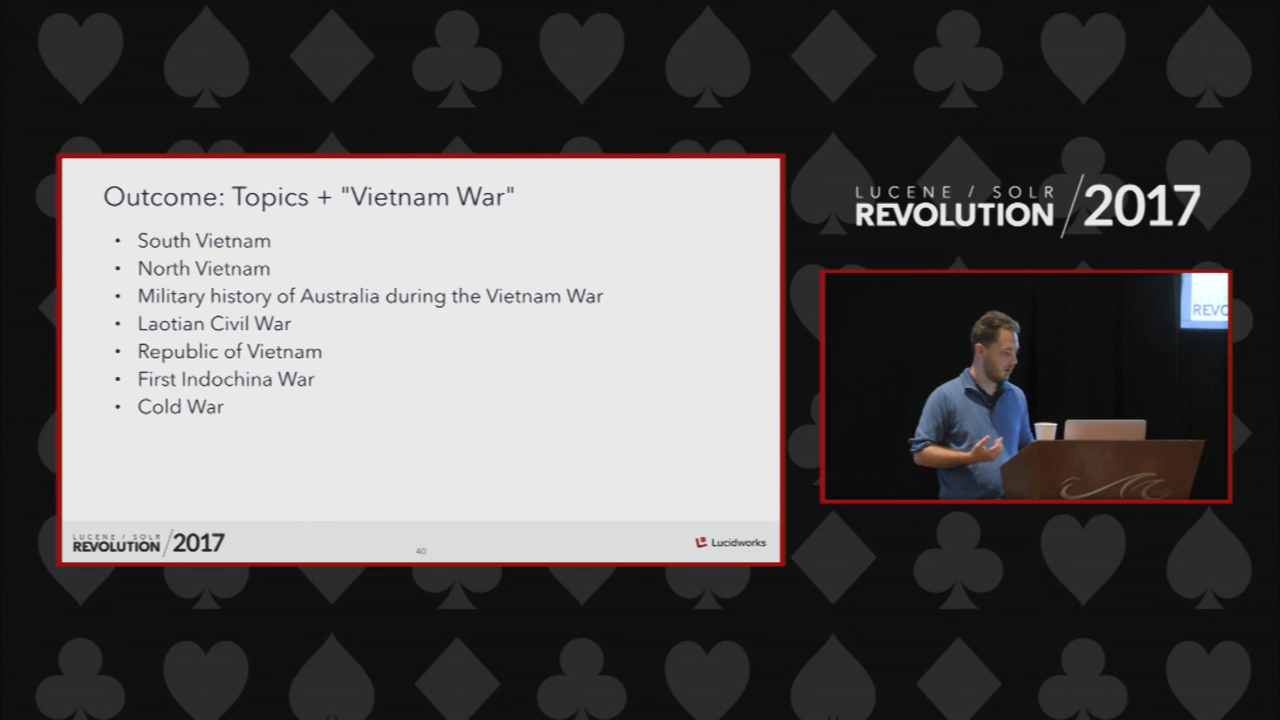 Outcome: Topics + "Vietnam War"
• South Vietnam
• North Vietnam
• Military history of Australia during the Vietnam War
• Laotian Civil War
• Republic of Vietnam
• First Indochina War
• Cold War
LUCENE / SOLR
REVOLUTION / 2017
40
Lucidworks
LUCENE / SOLR
REVOLUTION / 2017
REVO